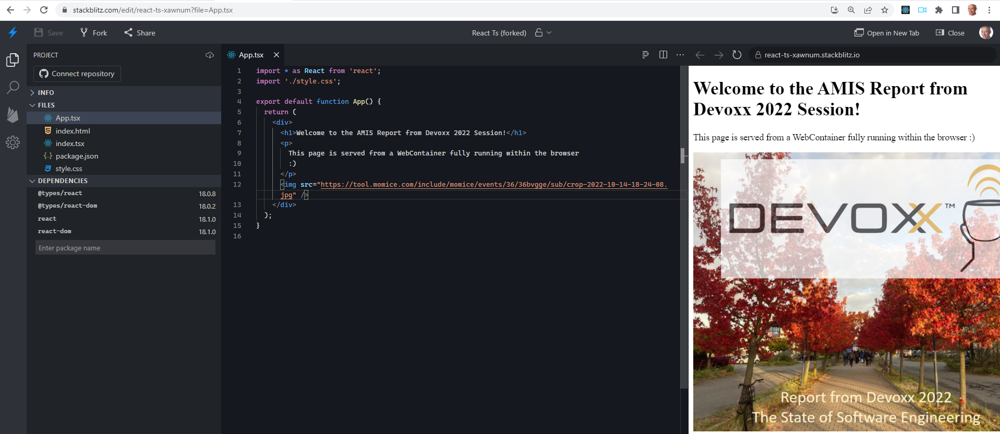 stackblitz.com/edit/react-ts-xawnum?file=App.tsx
Save Fork Share React Ts (forked) Open in New Tab Close
PROJECT
Connect repository
INFO
FILES
App.tsx
index.html
index.tsx
package.json
style.css
DEPENDENCIES
@types/react 18.0.8
@types/react-dom 18.0.2
react 18.1.0
react-dom 18.1.0
Enter package name
App.tsx
1 import * as React from 'react';
2 import './style.css';
3
4 export default function App() {
5 return (
6 <div>
7 <h1>Welcome to the AMIS Report from Devoxx 2022 Session!</h1>
8 <p>
9 This page is served from a WebContainer fully running within the browser
10 :)
11 </p>
12 <img src="https://tool.momice.com/include/momice/events/36/36bvgge/sub/crop-2022-10-14-18-24-08.
jpg" />
13 </div>
14 );
15 }
16
react-ts-xawnum.stackblitz.io
Welcome to the AMIS Report from
Devoxx 2022 Session!
This page is served from a WebContainer fully running within the browser :)
DEVOXX™
Report from Devoxx 2022
The State of Software Engineering